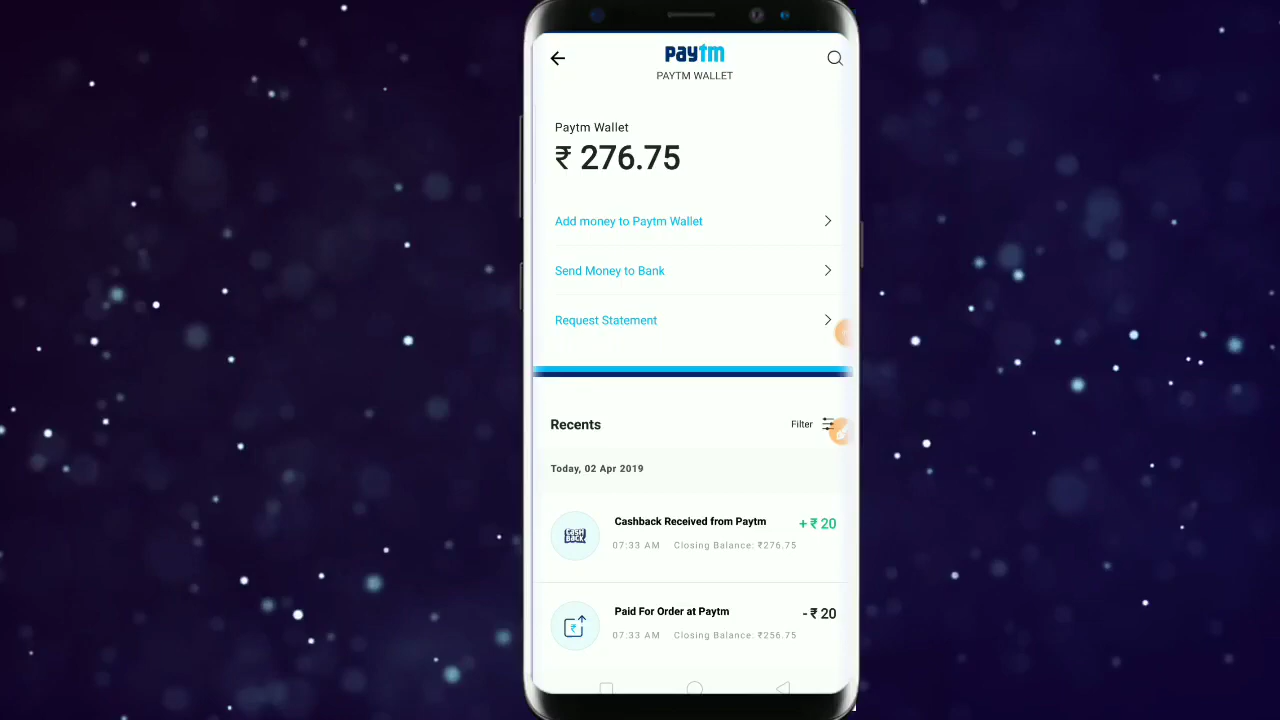 paytm
PAYTM WALLET
Paytm Wallet
₹ 276.75
Add money to Paytm Wallet
Send Money to Bank
Request Statement
Recents
Filter
Today, 02 Apr 2019
CASH
BACK
Cashback Received from Paytm
+ ₹ 20
07:33 AM Closing Balance: ₹276.75
Paid For Order at Paytm
- ₹ 20
₹
07:33 AM Closing Balance: ₹256.75